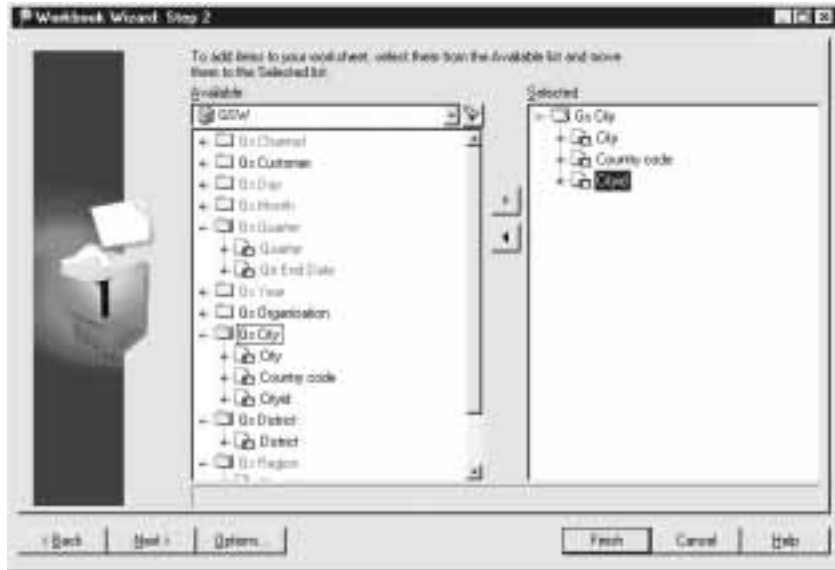 Workbook Wizard: Step 2
To add items to your worksheet, select them from the Available list and move
them to the Selected list.
Available
Selected
GSW
Gs Channel
Gs Customer
Gs Day
Gs Month
Gs Quarter
Quarter
Qtr End Date
Gs Year
Gs Organisation
Gs City
City
Country code
Cityid
Gs District
District
Gs Region
Gs City
City
Country code
Cityid
< Back
Next >
Options...
Finish
Cancel
Help